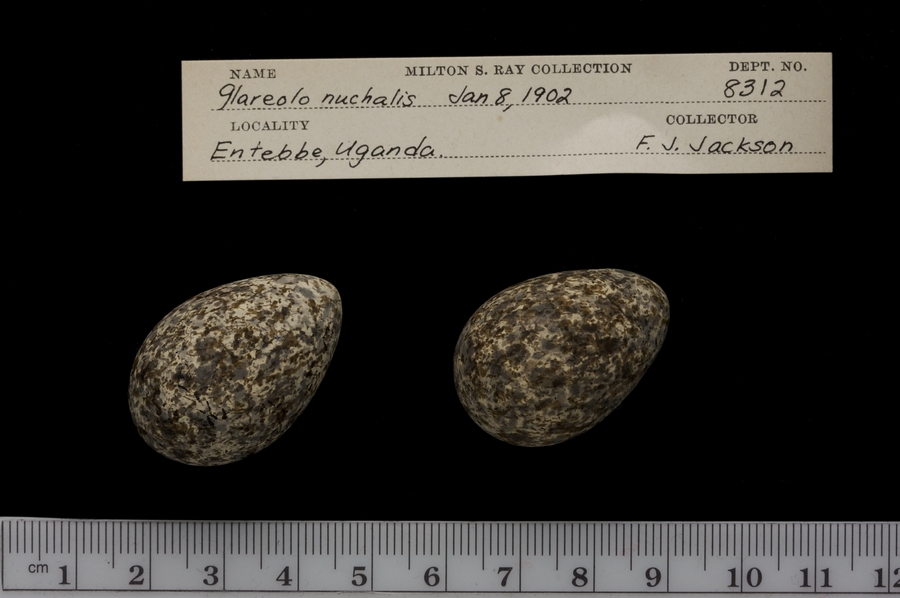 NAME MILTON S. RAY COLLECTION DEPT. NO.
Glareolo nuchalis Jan 8, 1902 8312
LOCALITY COLLECTOR
Entebbe, Uganda. F. J. Jackson
cm 1 2 3 4 5 6 7 8 9 10 11 12